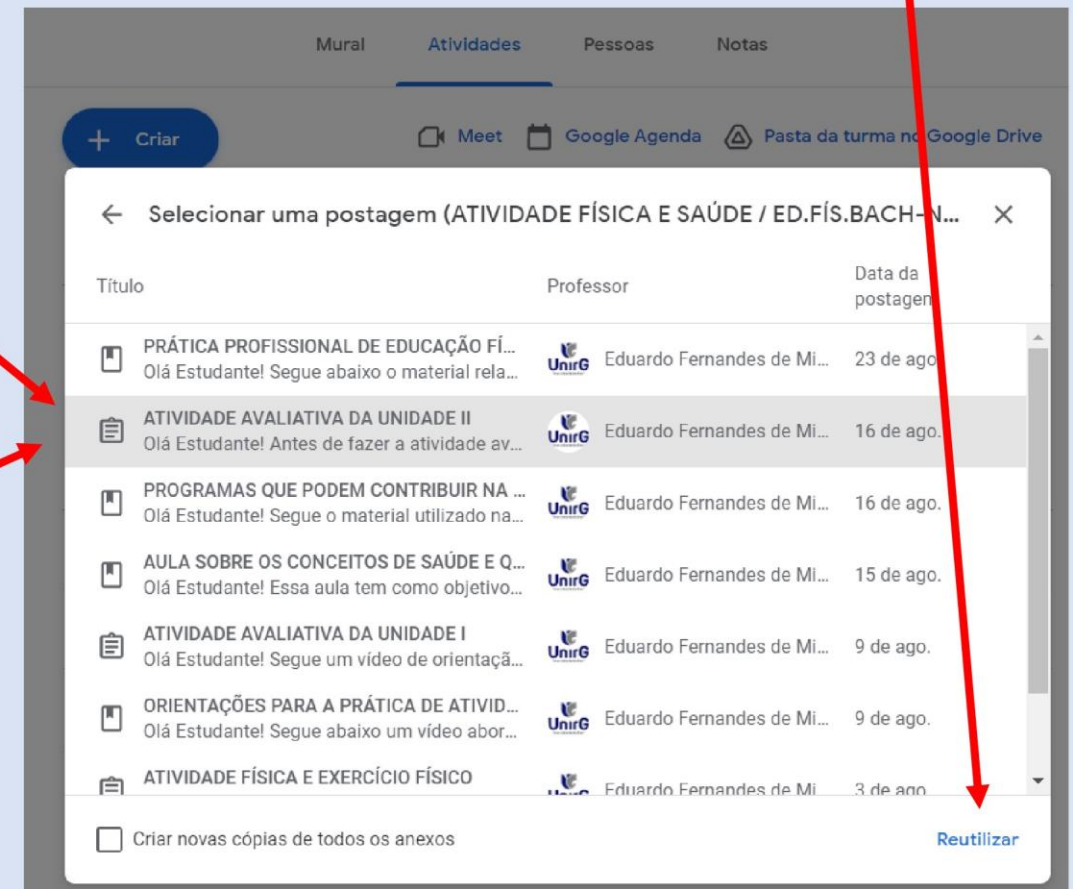 Mural Atividades Pessoas Notas
+ Criar Meet Google Agenda Pasta da turma no Google Drive
← Selecionar uma postagem (ATIVIDADE FÍSICA E SAÚDE / ED.FÍS.BACH-N... ×
Título Professor Data da
postagem
PRÁTICA PROFISSIONAL DE EDUCAÇÃO FÍ...
Olá Estudante! Segue abaixo o material rela...
UnirG Eduardo Fernandes de Mi... 23 de ago.
ATIVIDADE AVALIATIVA DA UNIDADE II
Olá Estudante! Antes de fazer a atividade av...
UnirG Eduardo Fernandes de Mi... 16 de ago.
PROGRAMAS QUE PODEM CONTRIBUIR NA ...
Olá Estudante! Segue o material utilizado na...
UnirG Eduardo Fernandes de Mi... 16 de ago.
AULA SOBRE OS CONCEITOS DE SAÚDE E Q...
Olá Estudante! Essa aula tem como objetivo...
UnirG Eduardo Fernandes de Mi... 15 de ago.
ATIVIDADE AVALIATIVA DA UNIDADE I
Olá Estudante! Segue um vídeo de orientaçã...
UnirG Eduardo Fernandes de Mi... 9 de ago.
ORIENTAÇÕES PARA A PRÁTICA DE ATIVID...
Olá Estudante! Segue abaixo um vídeo abor...
UnirG Eduardo Fernandes de Mi... 9 de ago.
ATIVIDADE FÍSICA E EXERCÍCIO FÍSICO
Eduardo Fernandes de Mi 3 de ago
Criar novas cópias de todos os anexos Reutilizar